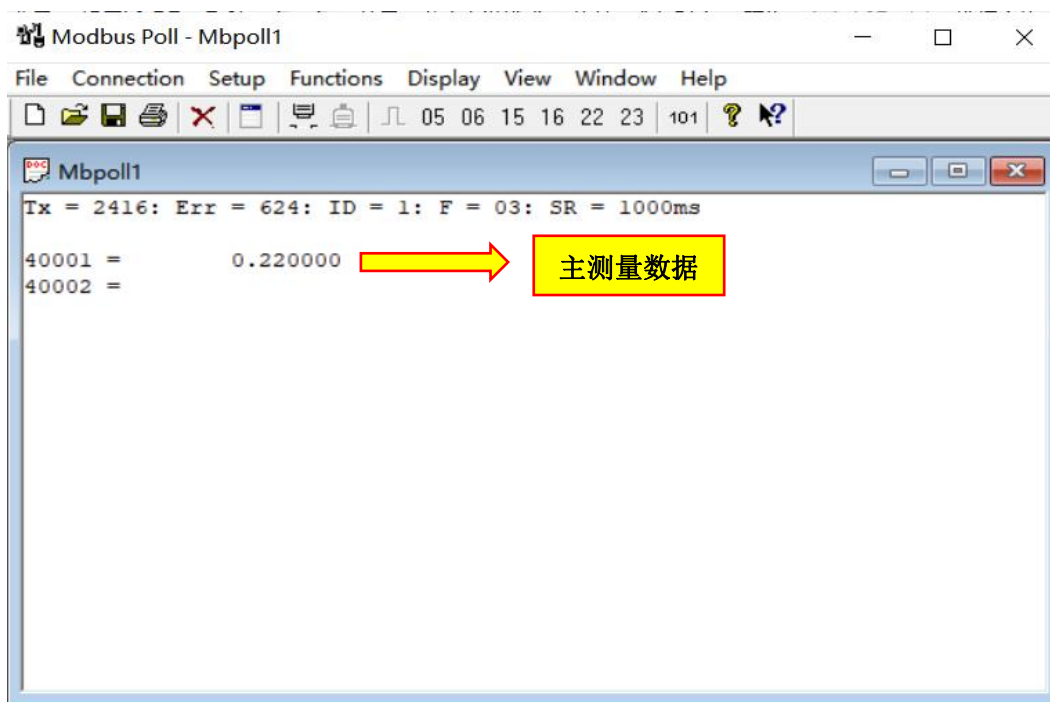 Modbus Poll - Mbpoll1
File Connection Setup Functions Display View Window Help
05 06 15 16 22 23 101
Mbpoll1
Tx = 2416: Err = 624: ID = 1: F = 03: SR = 1000ms
40001 = 0.220000
主测量数据
40002 =